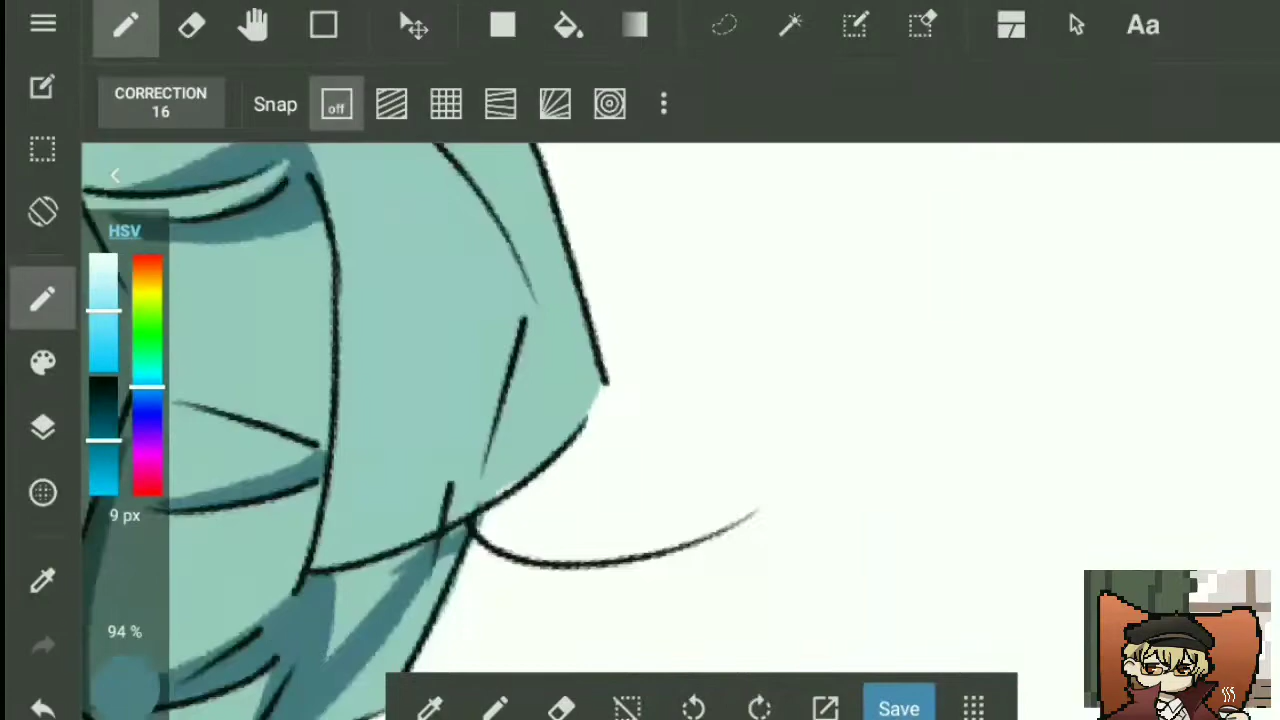 Aa
CORRECTION
16
Snap
off
HSV
9 px
94 %
Save